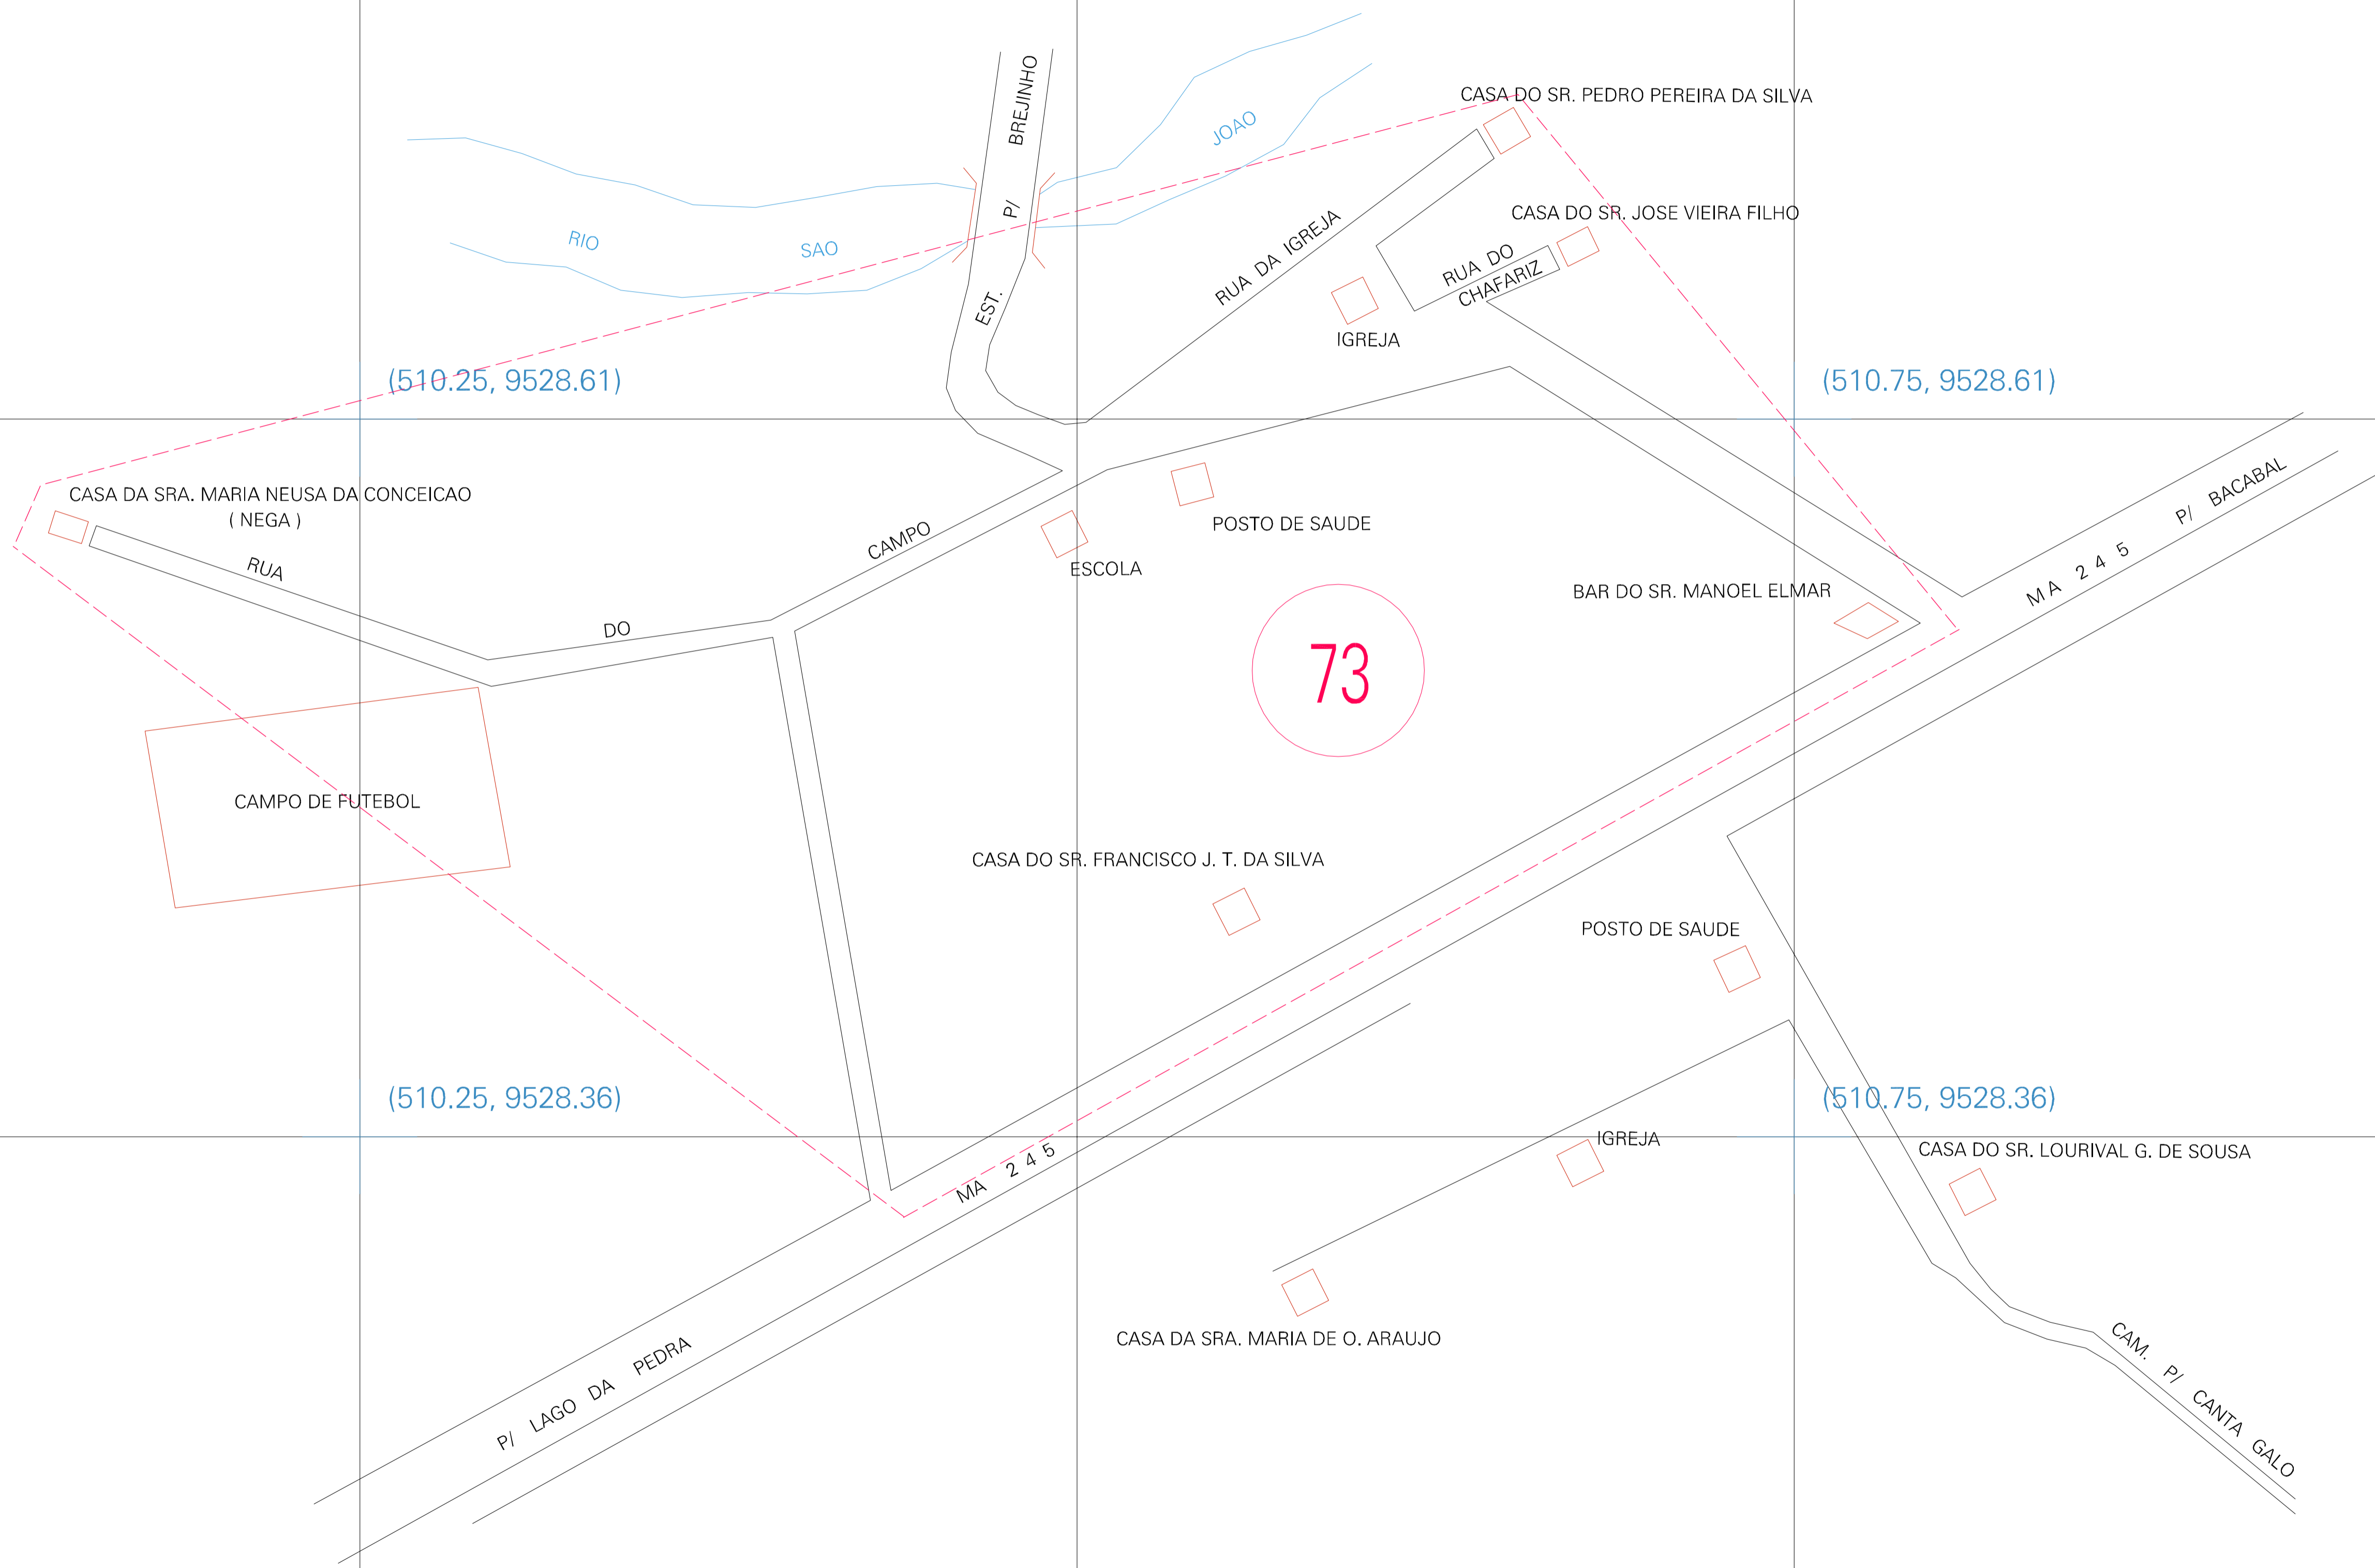 BREJINHO
P/
EST.
JOAO
RIO
SAO
CASA DO SR. PEDRO PEREIRA DA SILVA
CASA DO SR. JOSE VIEIRA FILHO
RUA DA IGREJA
RUA DO
CHAFARIZ
IGREJA
(510.25, 9528.61)
(510.75, 9528.61)
CASA DA SRA. MARIA NEUSA DA CONCEICAO
( NEGA )
RUA
DO
CAMPO
POSTO DE SAUDE
ESCOLA
MA 245 P/ BACABAL
BAR DO SR. MANOEL ELMAR
73
CAMPO DE FUTEBOL
CASA DO SR. FRANCISCO J. T. DA SILVA
POSTO DE SAUDE
(510.25, 9528.36)
(510.75, 9528.36)
IGREJA
CASA DO SR. LOURIVAL G. DE SOUSA
MA 245
CASA DA SRA. MARIA DE O. ARAUJO
P/ LAGO DA PEDRA
CAM. P/ CANTA GALO